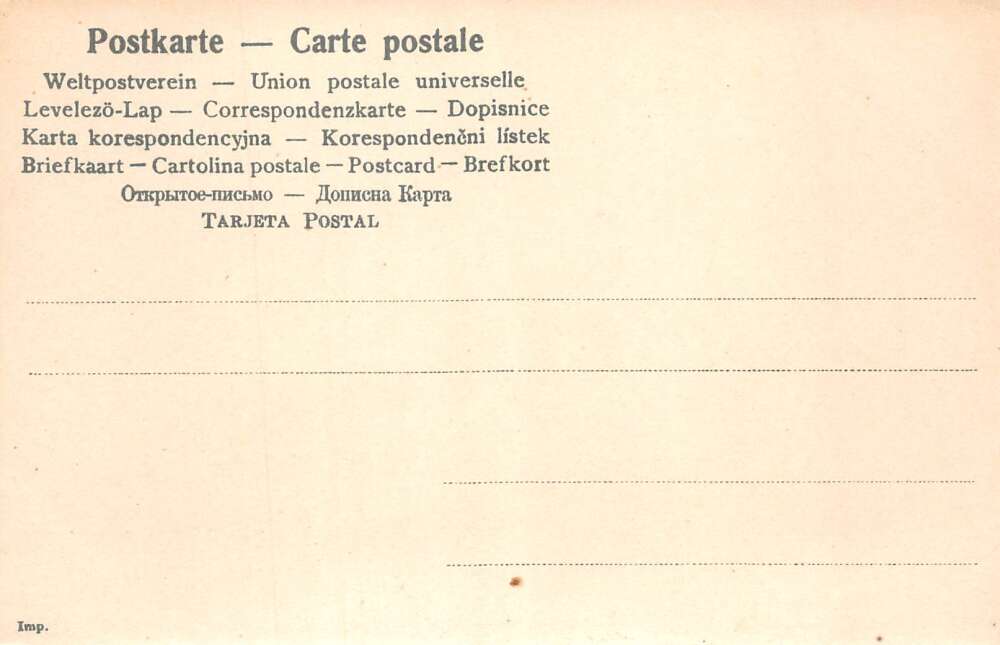 Postkarte — Carte postale
Weltpostverein — Union postale universelle
Levelezö-Lap — Correspondenzkarte — Dopisnice
Karta korespondencyjna — Korespondenčni lístek
Briefkaart — Cartolina postale — Postcard — Brefkort
Открытое-письмо — Дописна Карта
TARJETA POSTAL
Imp.